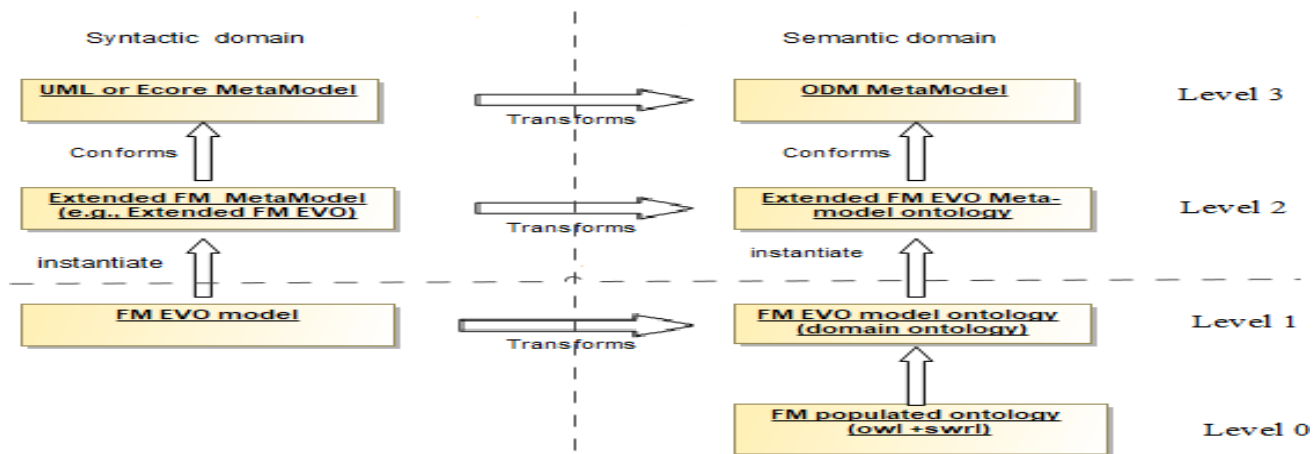 Syntactic domain
Semantic domain
UML or Ecore MetaModel
Transforms
ODM MetaModel
Level 3
Conforms
Conforms
Extended FM MetaModel
(e.g., Extended FM EVO)
Transforms
Extended FM EVO Meta-
model ontology
Level 2
instantiate
instantiate
FM EVO model
Transforms
FM EVO model ontology
(domain ontology)
Level 1
FM populated ontology
(owl +swrl)
Level 0